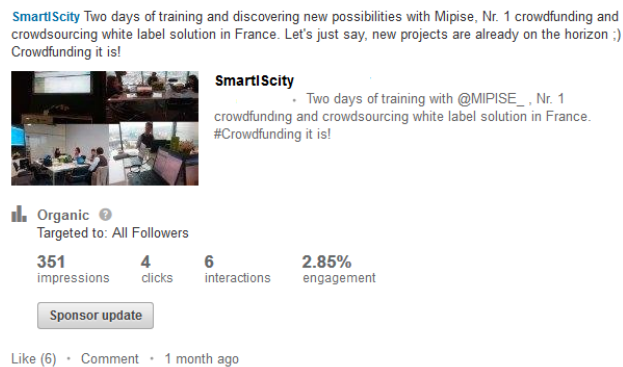 SmartIScity Two days of training and discovering new possibilities with Mipise, Nr. 1 crowdfunding and
crowdsourcing white label solution in France. Let's just say, new projects are already on the horizon ;)
Crowdfunding it is!
SmartIScity
· Two days of training with @MIPISE_ , Nr. 1
crowdfunding and crowdsourcing white label solution in France.
#Crowdfunding it is!
Organic ?
Targeted to: All Followers
351 4 6 2.85%
impressions clicks interactions engagement
Sponsor update
Like (6) · Comment · 1 month ago